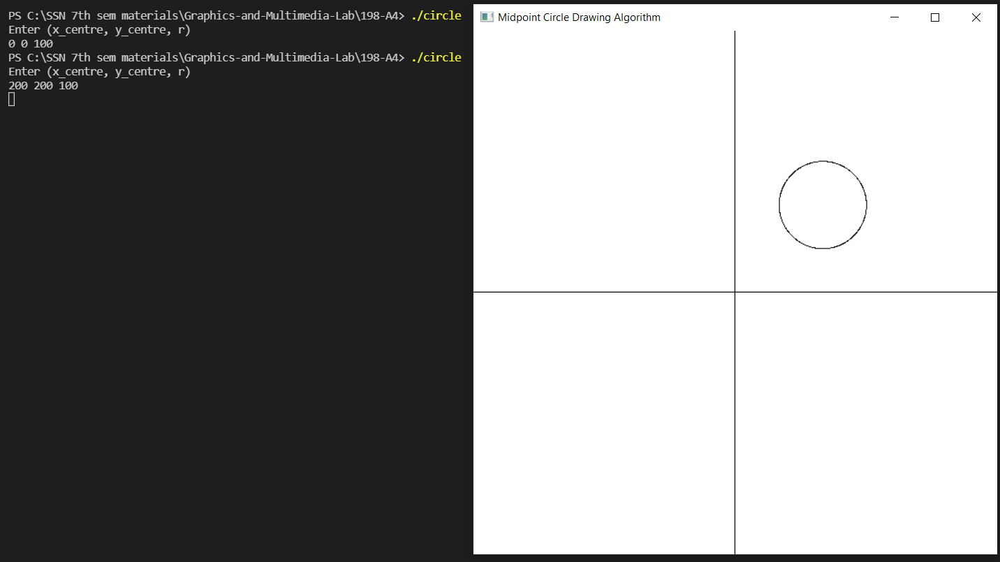 PS C:\SSN 7th sem materials\Graphics-and-Multimedia-Lab\198-A4> ./circle
Enter (x_centre, y_centre, r)
0 0 100
PS C:\SSN 7th sem materials\Graphics-and-Multimedia-Lab\198-A4> ./circle
Enter (x_centre, y_centre, r)
200 200 100
Midpoint Circle Drawing Algorithm